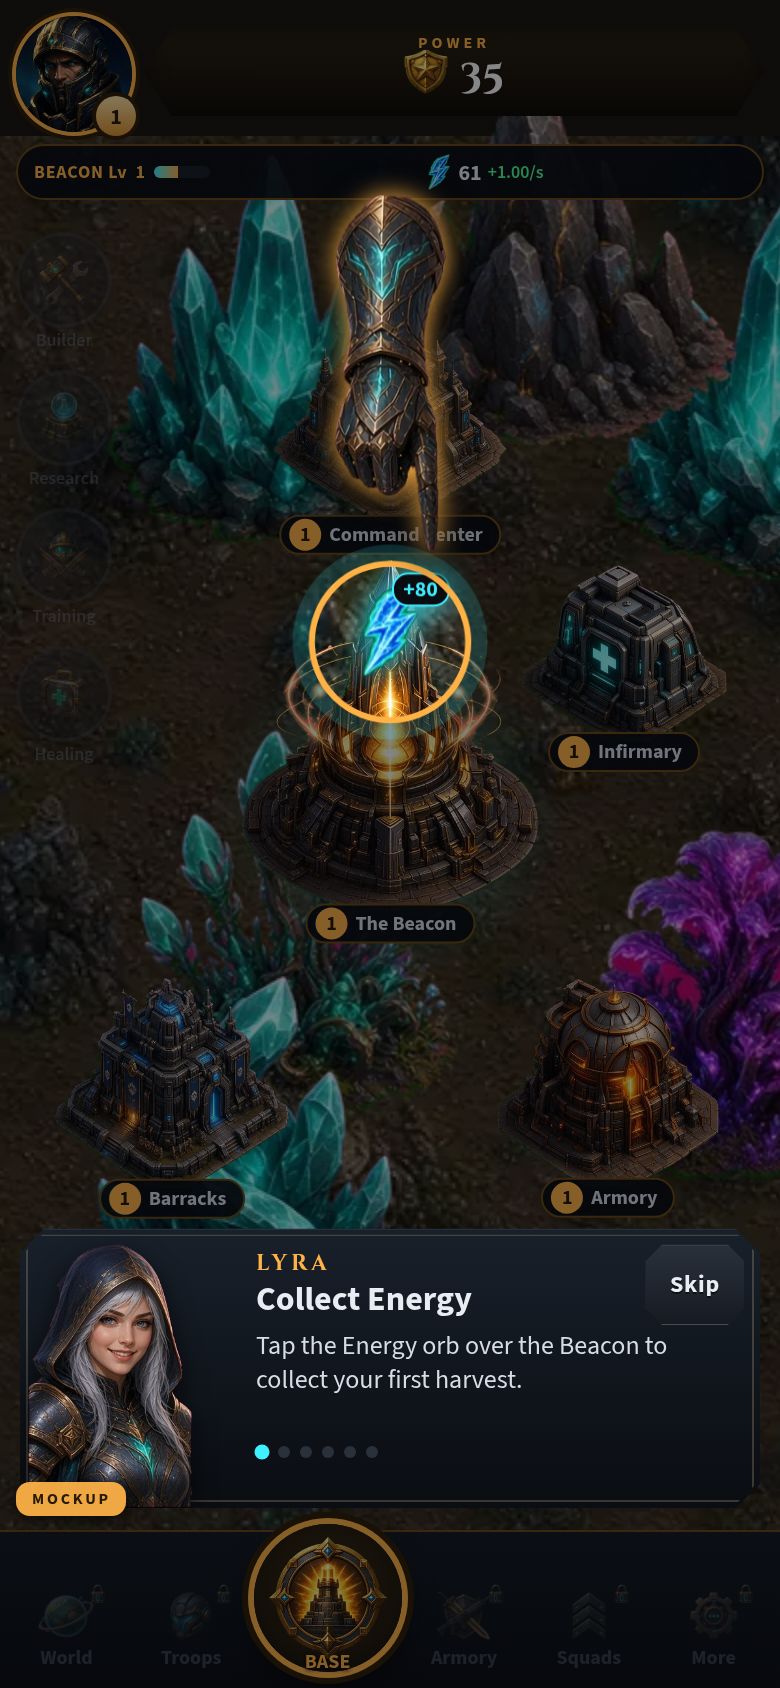 POWER
35
1
BEACON Lv 1
61 +1.00/s
Builder
Research
1 Command enter
+80
Training
Healing
1 Infirmary
1 The Beacon
1 Barracks
1 Armory
LYRA
Collect Energy
Skip
Tap the Energy orb over the Beacon to
collect your first harvest.
MOCKUP
World
Troops
BASE
Armory
Squads
More